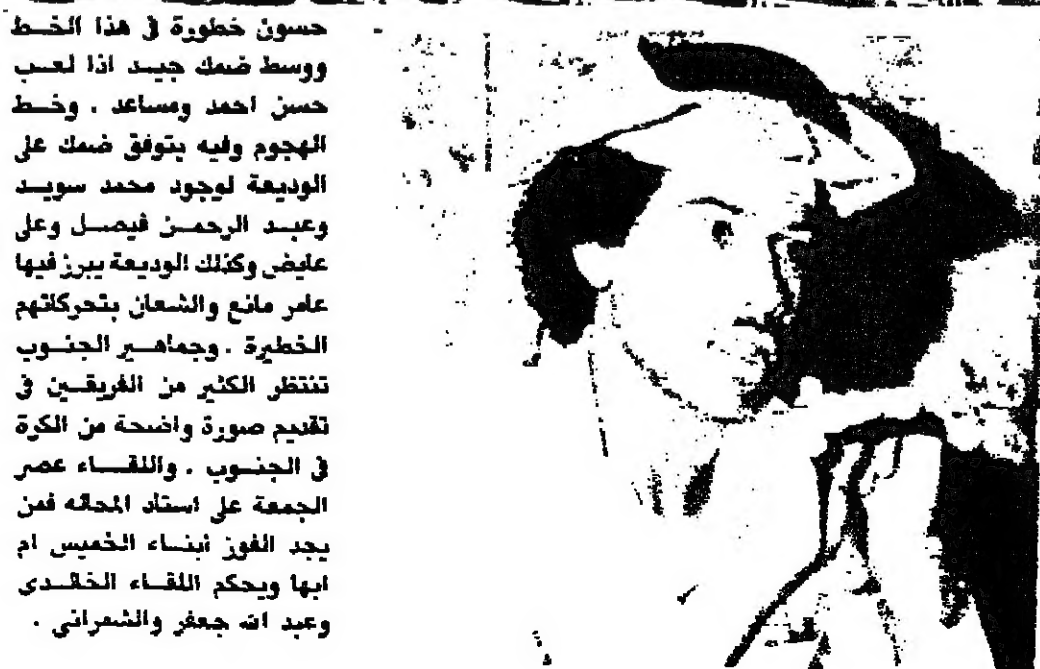 حسون خطورة في هذا الخط
ووسط ضمك جيد اذا لعب
حسن احمد ومساعد . وخط
الهجوم وفيه يتوفق ضمك على
الوديعة لوجود محمد سويد
وعبد الرحمن فيصل وعلي
عايض وكذلك الوديعة يبرز فيها
عامر مانع والشعان بتحركاتهم
الخطيرة . وجماهير الجنوب
تنتظر الكثير من الفريقين في
تقديم صورة واضحة من الكرة
في الجنوب . واللقاء عصر
الجمعة على استاد المحاله فمن
يجد الفوز أبناء الخميس ام
ابها ويحكم اللقاء الخالدي
وعبد الله جعفر والشمراني .